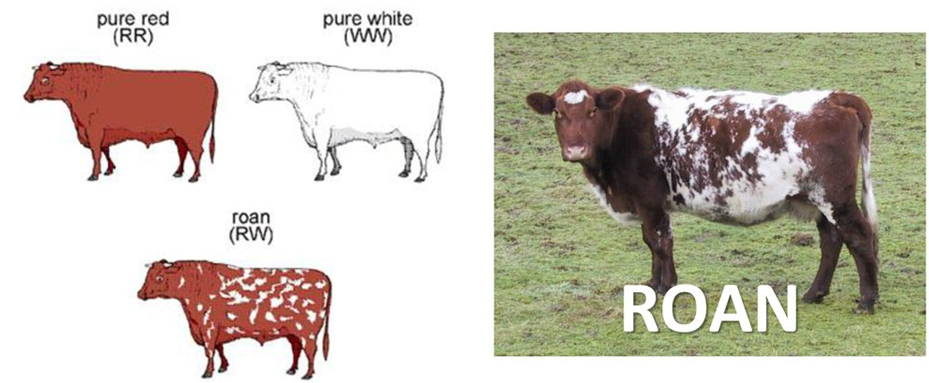 pure red
(RR)
pure white
(WW)
roan
(RW)
ROAN